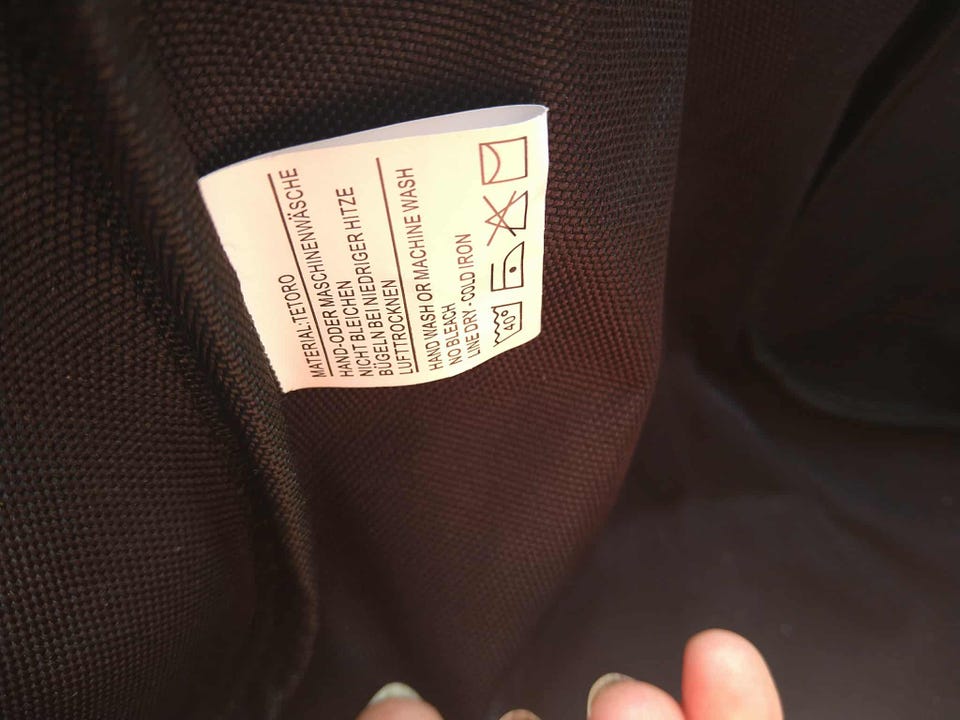 MATERIAL:TETORO
HAND-ODER MASCHINENWÄSCHE
NICHT BLEICHEN
BÜGELN BEI NIEDRIGER HITZE
LUFTTROCKNEN
HAND WASH OR MACHINE WASH
NO BLEACH
LINE DRY - COLD IRON
40°